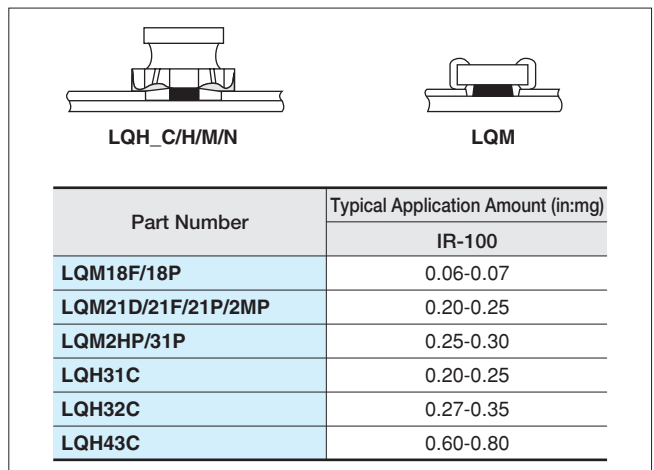 LQH_C/H/M/N LQM
Part Number Typical Application Amount (in:mg)
IR-100
LQM18F/18P 0.06-0.07
LQM21D/21F/21P/2MP 0.20-0.25
LQM2HP/31P 0.25-0.30
LQH31C 0.20-0.25
LQH32C 0.27-0.35
LQH43C 0.60-0.80